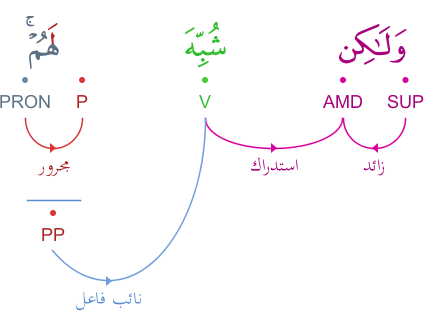 وَلَـٰكِن شُبِّهَ لَهُمْ ۚ
SUP AMD V P PRON
زائد استدراك مجرور
PP
نائب فاعل